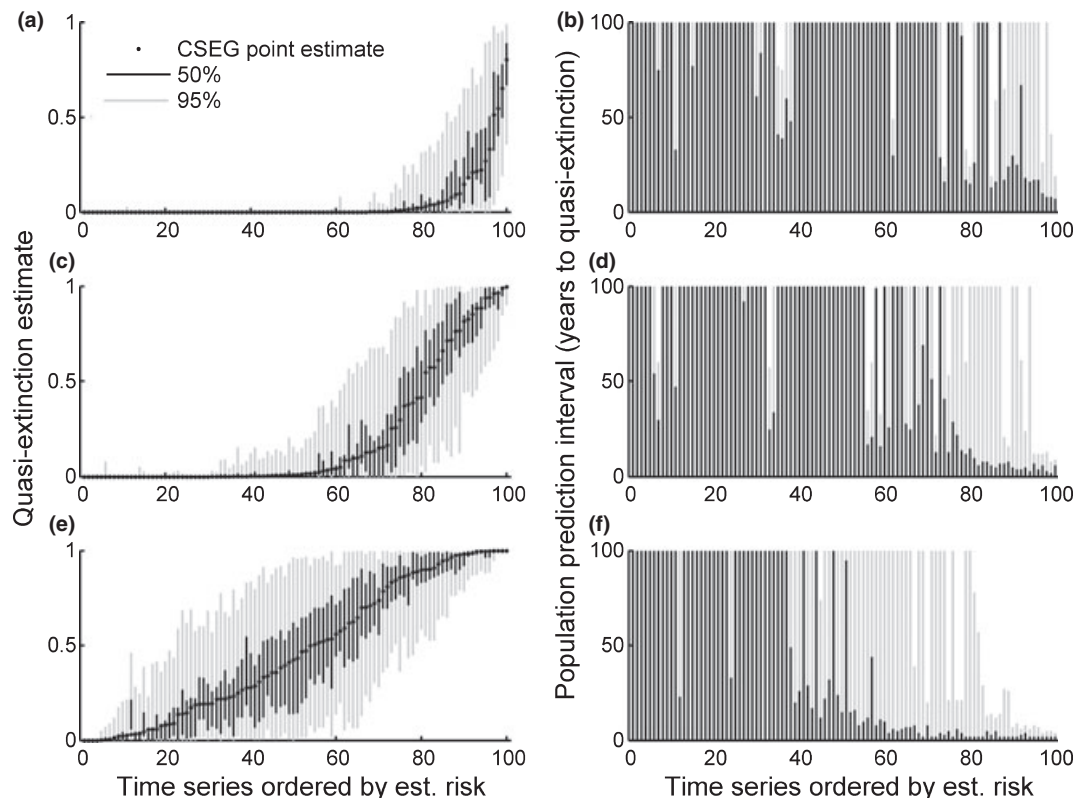 (a)
1
0.5
0
CSEG point estimate
50%
95%
0 20 40 60 80 100
(b)
100
50
0
0 20 40 60 80 100
(c)
1
0.5
0
0 20 40 60 80 100
(d)
100
50
0
0 20 40 60 80 100
(e)
1
0.5
0
0 20 40 60 80 100
(f)
100
50
0
0 20 40 60 80 100
Quasi-extinction estimate
Population prediction interval (years to quasi-extinction)
Time series ordered by est. risk
Time series ordered by est. risk